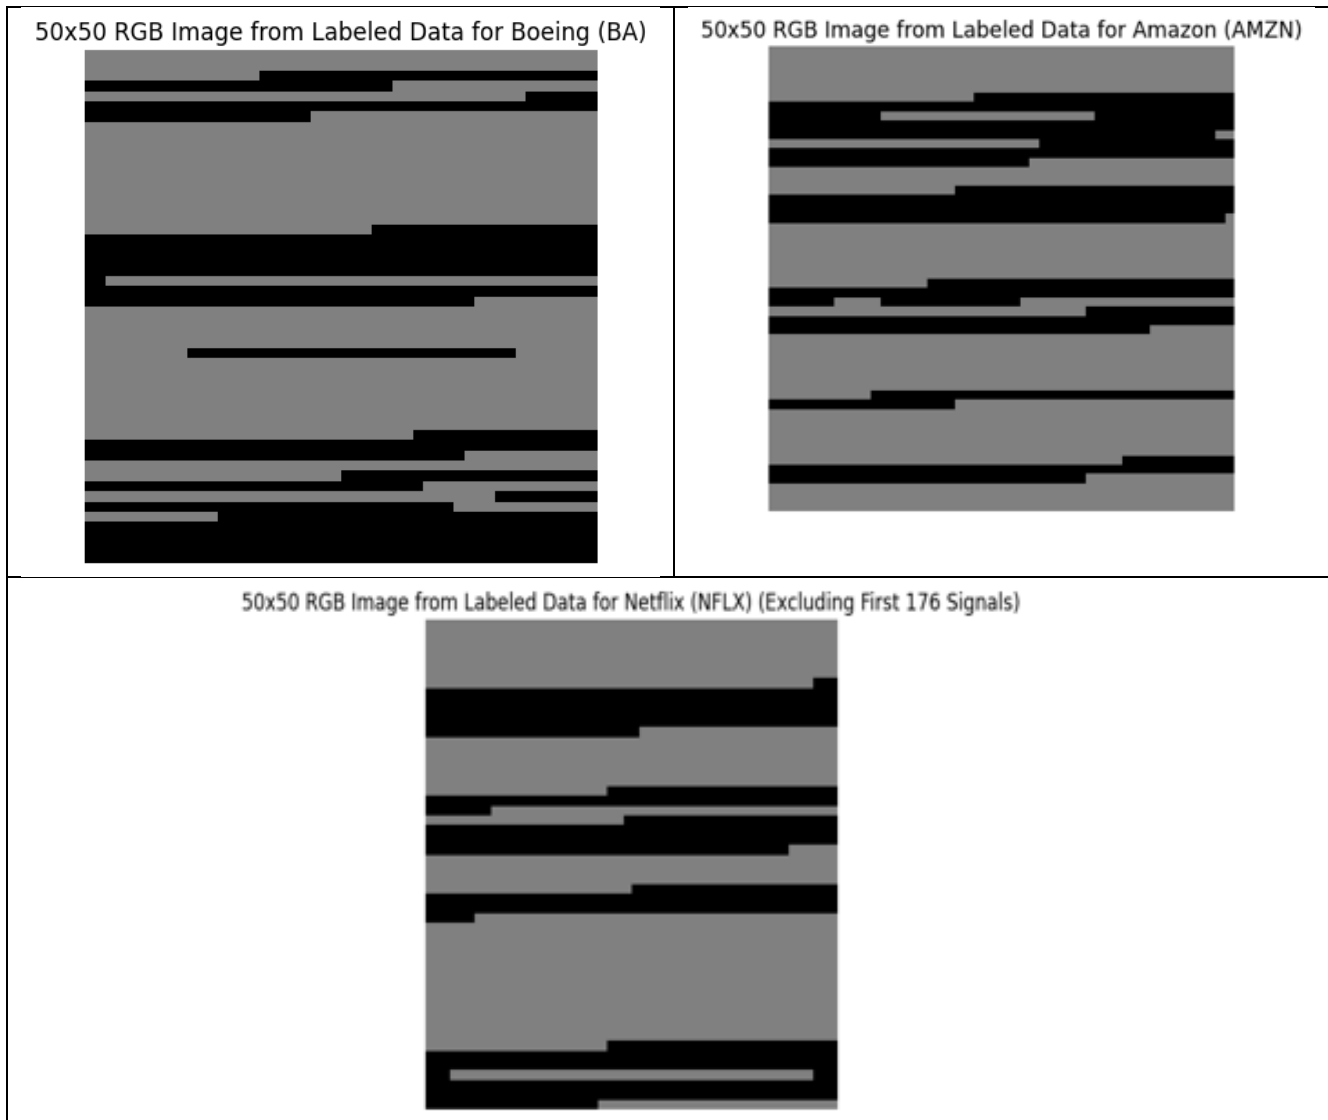 50x50 RGB Image from Labeled Data for Boeing (BA)
50x50 RGB Image from Labeled Data for Amazon (AMZN)
50x50 RGB Image from Labeled Data for Netflix (NFLX) (Excluding First 176 Signals)